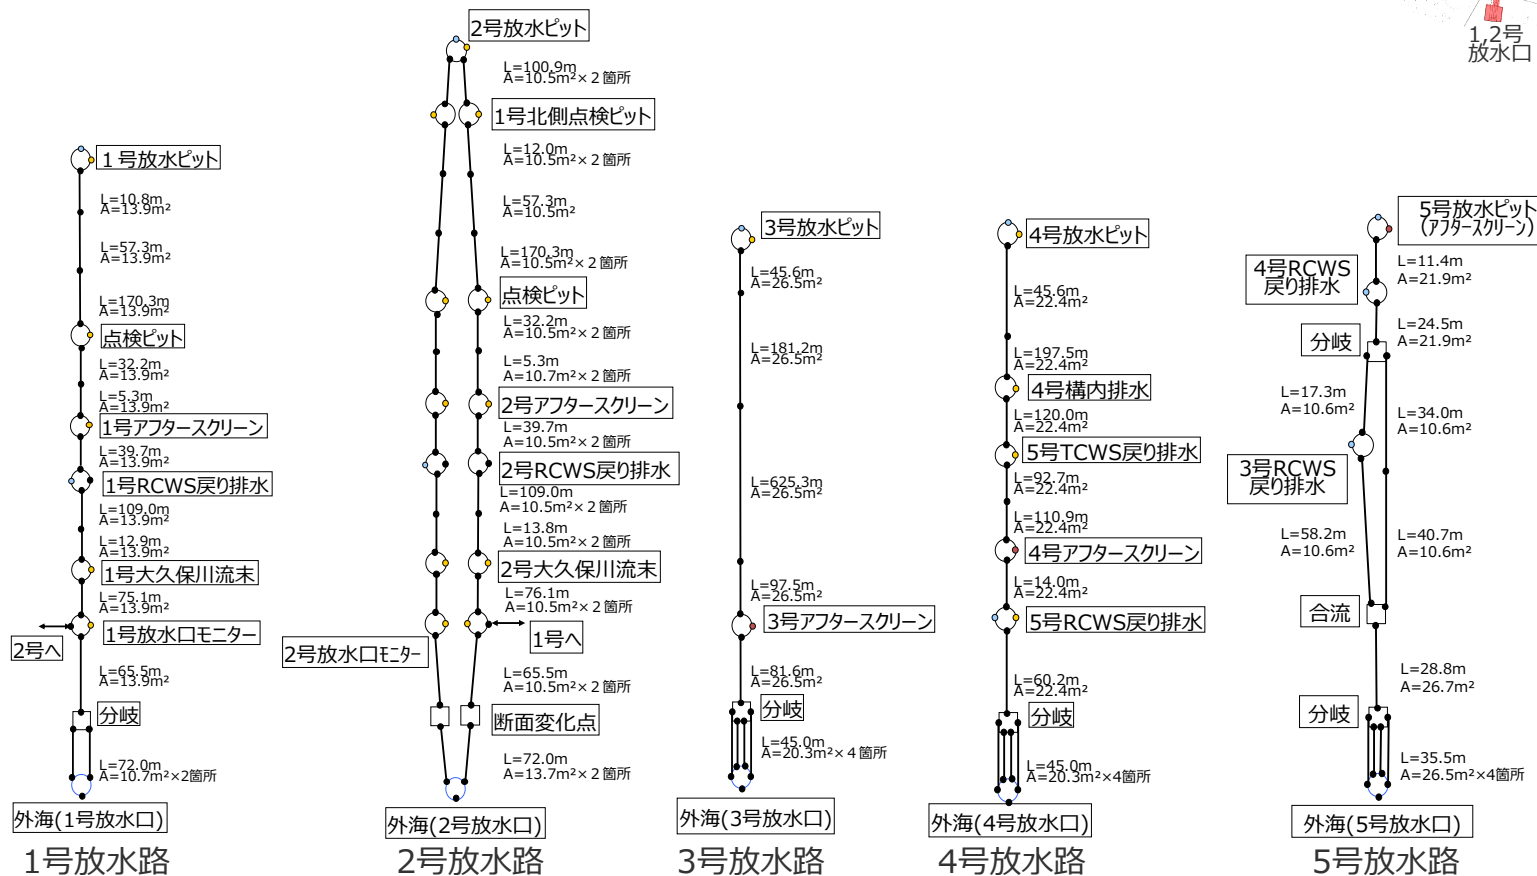 1,2号
放水口
1号放水ピット
L=10.8m
A=13.9m²
L=57.3m
A=13.9m²
L=170.3m
A=13.9m²
点検ピット
L=32.2m
A=13.9m²
L=5.3m
A=13.9m²
1号アフタースクリーン
L=39.7m
A=13.9m²
1号RCWS戻り排水
L=109.0m
A=13.9m²
L=12.9m
A=13.9m²
1号大久保川流末
L=75.1m
A=13.9m²
1号放水口モニター
2号へ
L=65.5m
A=13.9m²
分岐
L=72.0m
A=10.7m²×2箇所
外海(1号放水口)
1号放水路
2号放水ピット
L=100.9m
A=10.5m²×2箇所
1号北側点検ピット
L=12.0m
A=10.5m²×2箇所
L=57.3m
A=10.5m²
L=170.3m
A=10.5m²×2箇所
点検ピット
L=32.2m
A=10.5m²×2箇所
L=5.3m
A=10.7m²×2箇所
2号アフタースクリーン
L=39.7m
A=10.5m²×2箇所
2号RCWS戻り排水
L=109.0m
A=10.5m²×2箇所
L=13.8m
A=10.5m²×2箇所
2号大久保川流末
L=76.1m
A=10.5m²×2箇所
1号へ
2号放水口モニター
L=65.5m
A=10.5m²×2箇所
断面変化点
L=72.0m
A=13.7m²×2箇所
外海(2号放水口)
2号放水路
3号放水ピット
L=45.6m
A=26.5m²
L=181.2m
A=26.5m²
L=625.3m
A=26.5m²
L=97.5m
A=26.5m²
3号アフタースクリーン
L=81.6m
A=26.5m²
分岐
L=45.0m
A=20.3m²×4箇所
外海(3号放水口)
3号放水路
4号放水ピット
L=45.6m
A=22.4m²
L=197.5m
A=22.4m²
4号構内排水
L=120.0m
A=22.4m²
5号TCWS戻り排水
L=92.7m
A=22.4m²
L=110.9m
A=22.4m²
4号アフタースクリーン
L=14.0m
A=22.4m²
5号RCWS戻り排水
L=60.2m
A=22.4m²
分岐
L=45.0m
A=20.3m²×4箇所
外海(4号放水口)
4号放水路
5号放水ピット
(アフタースクリーン)
L=11.4m
A=21.9m²
4号RCWS
戻り排水
L=24.5m
A=21.9m²
分岐
L=17.3m
A=10.6m²
L=34.0m
A=10.6m²
3号RCWS
戻り排水
L=58.2m
A=10.6m²
L=40.7m
A=10.6m²
合流
L=28.8m
A=26.7m²
分岐
L=35.5m
A=26.5m²×4箇所
外海(5号放水口)
5号放水路